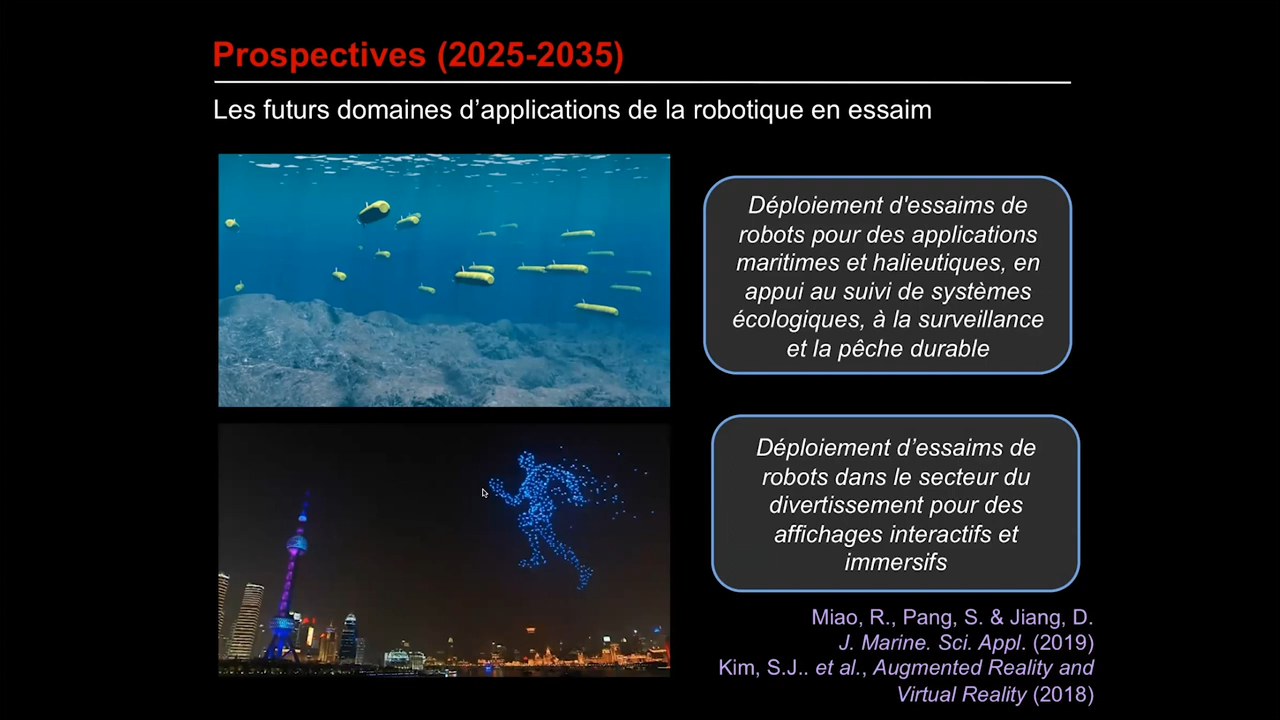 Prospectives (2025-2035)
Les futurs domaines d’applications de la robotique en essaim
Déploiement d'essaims de
robots pour des applications
maritimes et halieutiques, en
appui au suivi de systèmes
écologiques, à la surveillance
et la pêche durable
Déploiement d’essaims de
robots dans le secteur du
divertissement pour des
affichages interactifs et
immersifs
Miao, R., Pang, S. & Jiang, D.
J. Marine. Sci. Appl. (2019)
Kim, S.J.. et al., Augmented Reality and
Virtual Reality (2018)